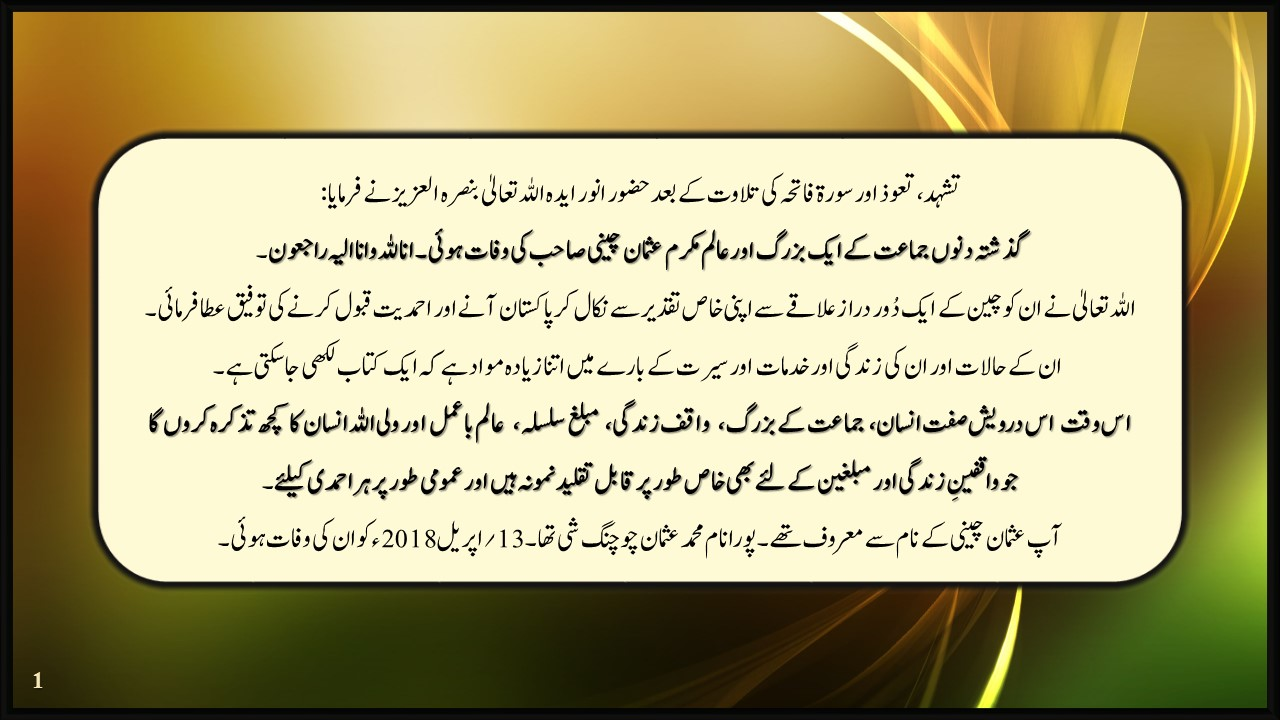 تشہد، تعوذ اور سورۃ فاتحہ کی تلاوت کے بعد حضور انور ایدہ اللہ تعالیٰ بنصرہ العزیز نے فرمایا:
گذشتہ دنوں جماعت کے ایک بزرگ اور عالم مکرم عثمان چینی صاحب کی وفات ہوئی۔ اناللہ وانا الیہ راجعون۔
اللہ تعالیٰ نے ان کو چین کے ایک دُور دراز علاقے سے اپنی خاص تقدیر سے نکال کر پاکستان آنے اور احمدیت قبول کرنے کی توفیق عطا فرمائی۔
ان کے حالات اور ان کی زندگی اور خدمات اور سیرت کے بارے میں اتنا زیادہ مواد ہے کہ ایک کتاب لکھی جاسکتی ہے۔
اس وقت اس درویش صفت انسان، جماعت کے بزرگ، واقف زندگی، مبلغ سلسلہ، عالم باعمل اور ولی اللہ انسان کا کچھ تذکرہ کروں گا
جو واقفینِ زندگی اور مبلغین کے لئے بھی خاص طور پر قابل تقلید نمونہ ہیں اور عمومی طور پر ہر احمدی کیلئے۔
آپ عثمان چینی کے نام سے معروف تھے۔ پورا نام محمد عثمان چو چنگ شی تھا۔ 13؍اپریل 2018ء کو ان کی وفات ہوئی۔
1